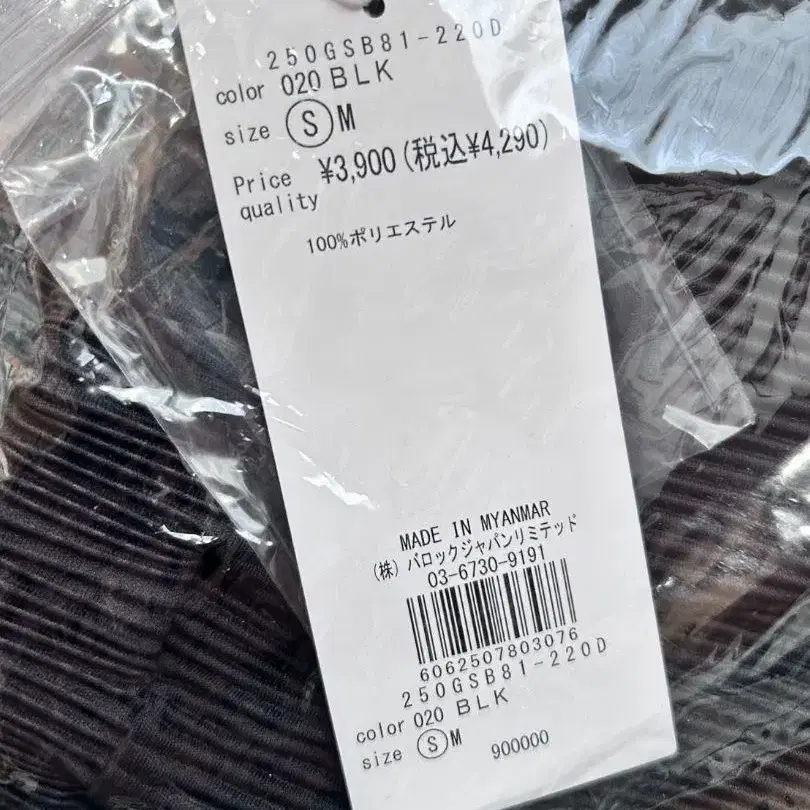 250GSB81-220D
color 020 BLK
size Ⓢ M
Price ¥3,900 (税込¥4,290)
quality
100%ポリエステル
MADE IN MYANMAR
(株) バロックジャパンリミテッド
03-6730-9191
6062507803076
250GSB81-220D
color 020 BLK
size Ⓢ M 900000